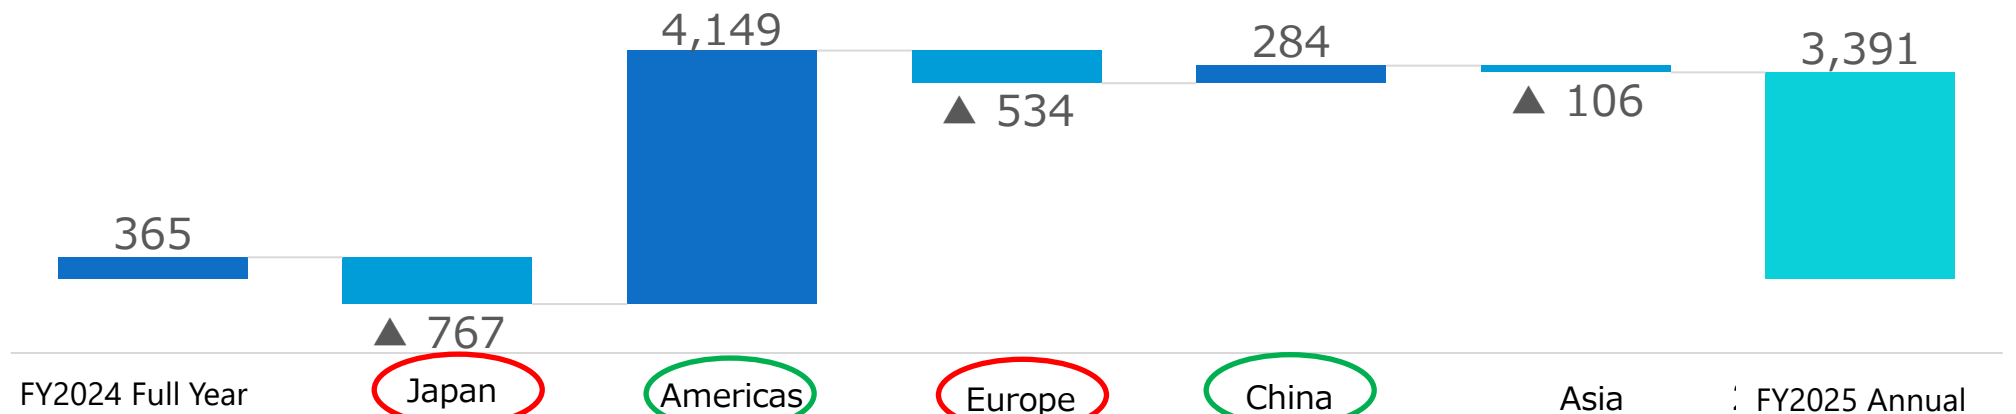 4,149
284
3,391
▲ 534
▲ 106
365
▲ 767
FY2024 Full Year
Japan
Americas
Europe
China
Asia
FY2025 Annual